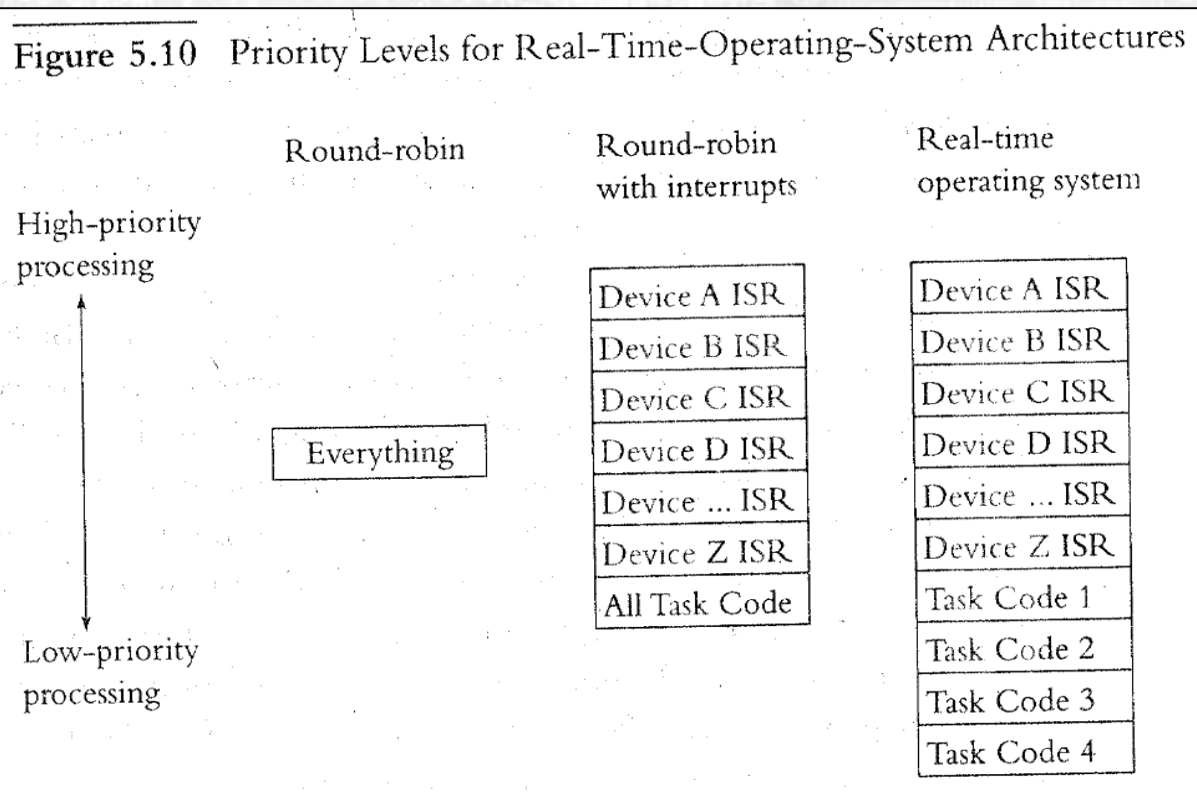 Figure 5.10 Priority Levels for Real-Time-Operating-System Architectures
Round-robin
Round-robin
with interrupts
Real-time
operating system
High-priority
processing
Low-priority
processing
Everything
Device A ISR
Device B ISR
Device C ISR
Device D ISR
Device ... ISR
Device Z ISR
All Task Code
Device A ISR
Device B ISR
Device C ISR
Device D ISR
Device ... ISR
Device Z ISR
Task Code 1
Task Code 2
Task Code 3
Task Code 4